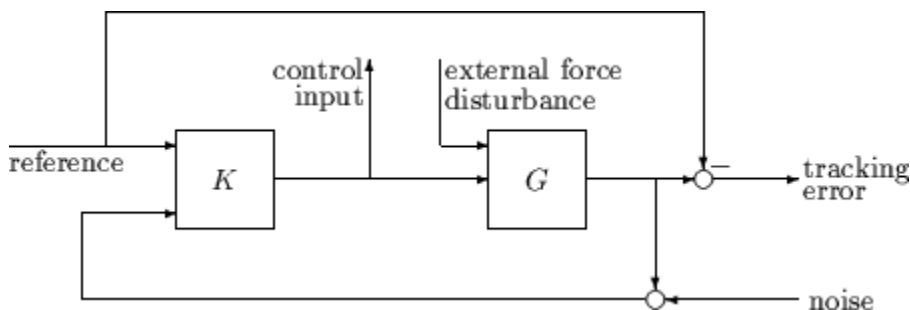 control
input
external force
disturbance
reference
K
G
−
tracking
error
noise